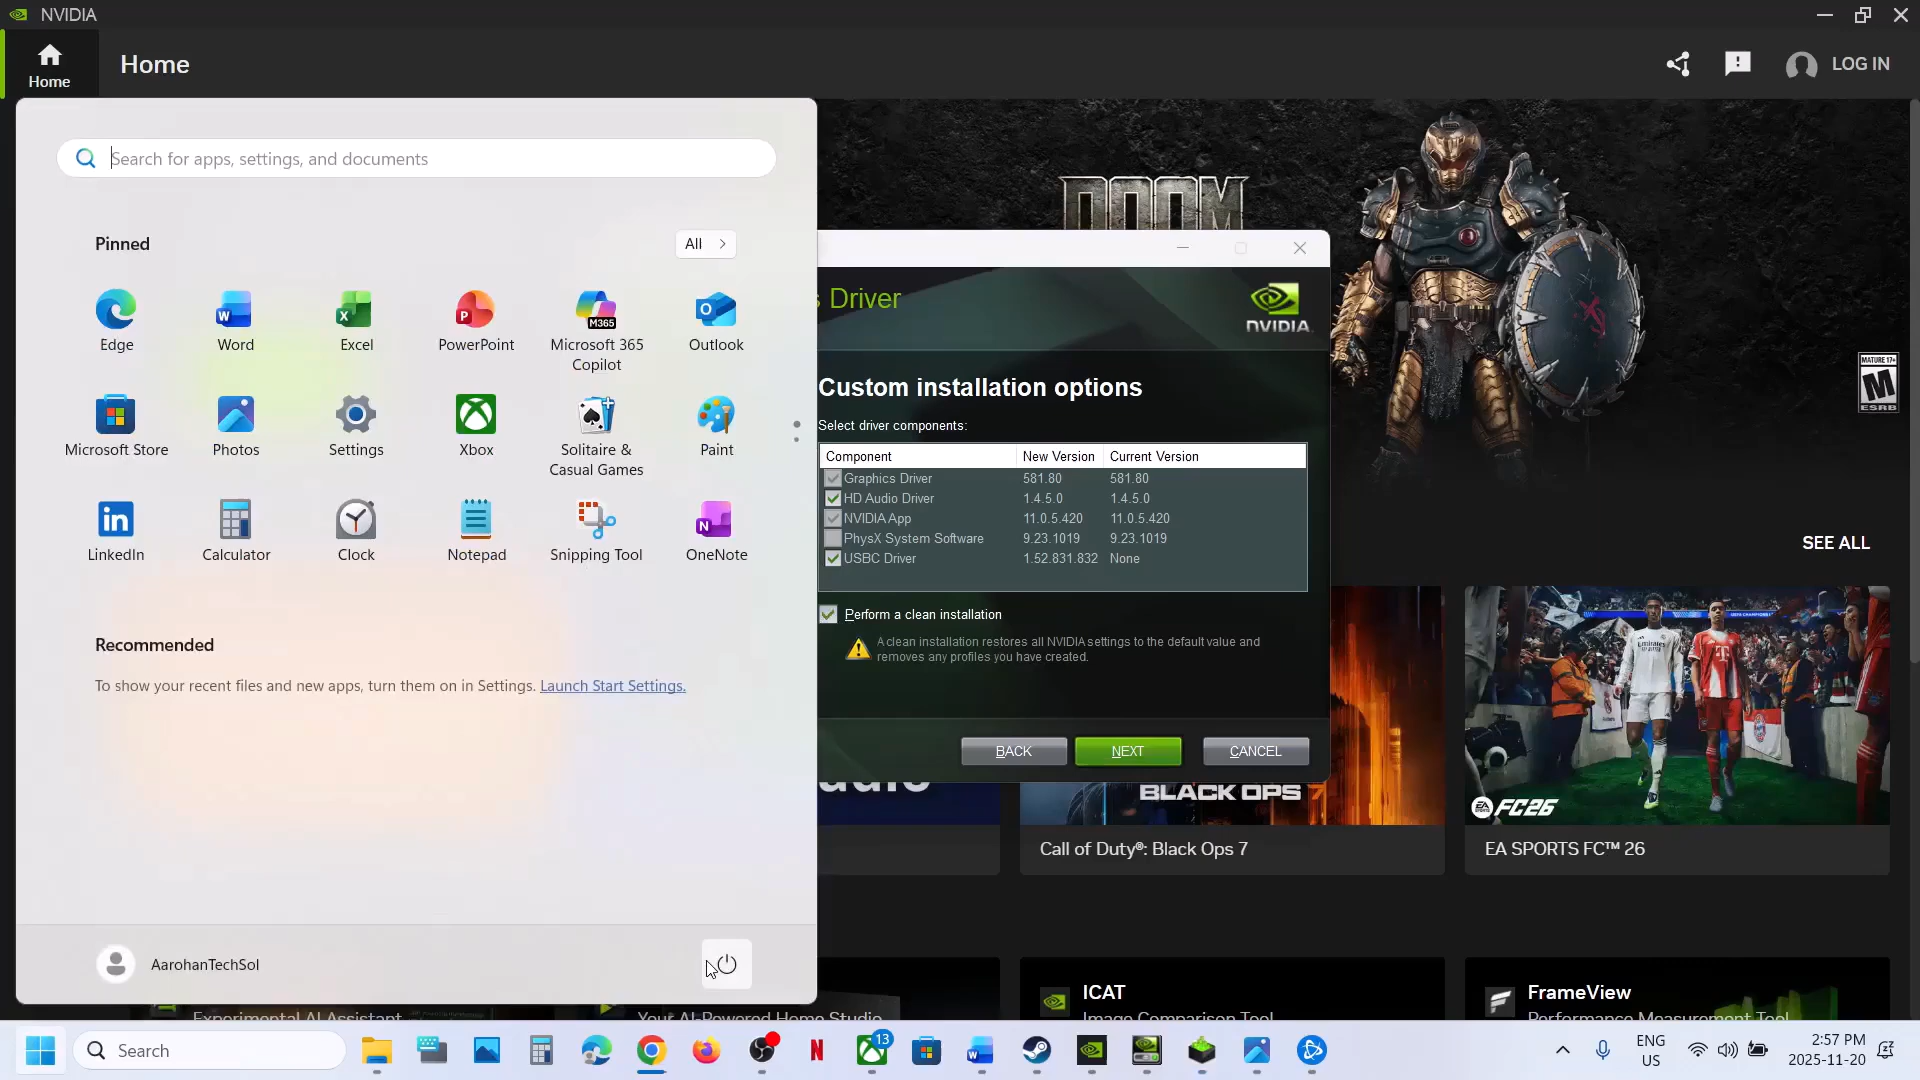 NVIDIA
Home
Home
LOG IN
Search for apps, settings, and documents
Pinned
All
Edge
Word
Excel
PowerPoint
M365
Microsoft 365
Copilot
Outlook
Microsoft Store
Photos
Settings
Xbox
Solitaire &
Casual Games
Paint
LinkedIn
Calculator
Clock
Notepad
Snipping Tool
OneNote
Recommended
To show your recent files and new apps, turn them on in Settings. Launch Start Settings.
AarohanTechSol
DOOM
MATURE 17+
M
ESRB
s Driver
NVIDIA
Custom installation options
Select driver components:
Component New Version Current Version
Graphics Driver 581.80 581.80
HD Audio Driver 1.4.5.0 1.4.5.0
NVIDIA App 11.0.5.420 11.0.5.420
PhysX System Software 9.23.1019 9.23.1019
USBC Driver 1.52.831.832 None
Perform a clean installation
A clean installation restores all NVIDIA settings to the default value and
removes any profiles you have created.
BACK
NEXT
CANCEL
SEE ALL
BLACK OPS 7
FC26
Call of Duty®: Black Ops 7
EA SPORTS FC™ 26
Experimental AI Assistant
Your AI-Powered Home Studio
ICAT
Image Comparison Tool
FrameView
Performance Measurement Tool
Search
13
ENG
US
2:57 PM
2025-11-20